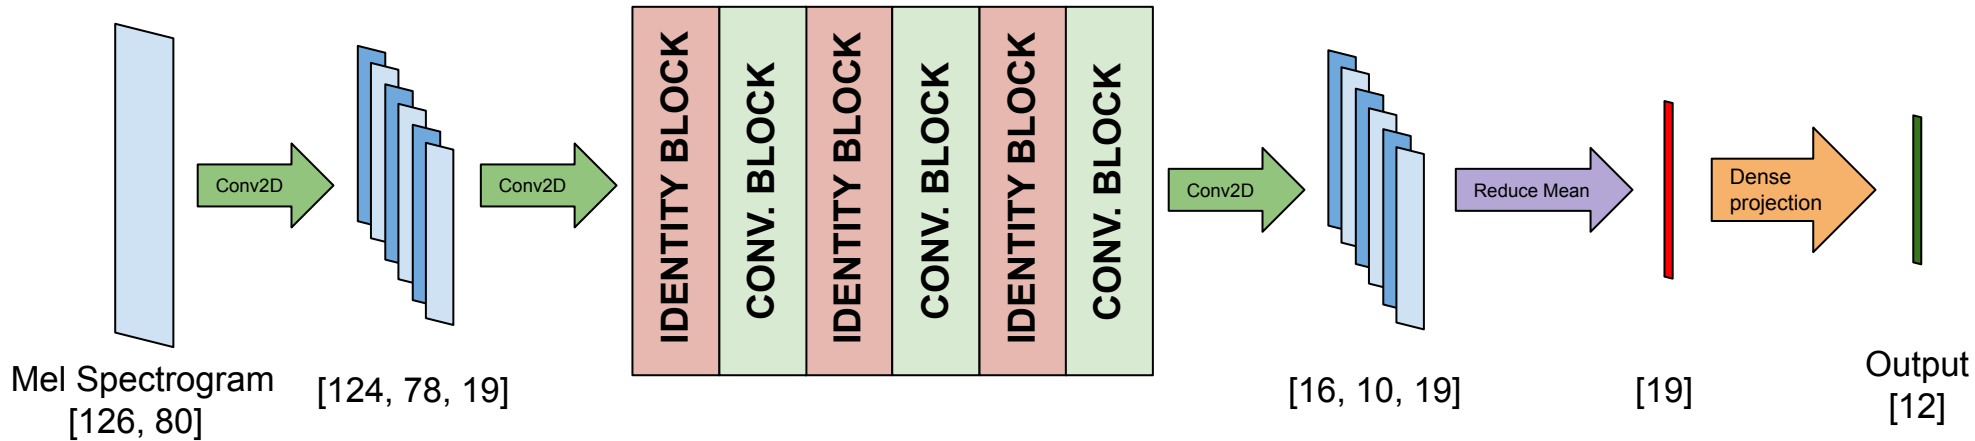 Mel Spectrogram
[126, 80]
Conv2D
[124, 78, 19]
Conv2D
IDENTITY BLOCK
CONV. BLOCK
IDENTITY BLOCK
CONV. BLOCK
IDENTITY BLOCK
CONV. BLOCK
Conv2D
[16, 10, 19]
Reduce Mean
[19]
Dense
projection
Output
[12]